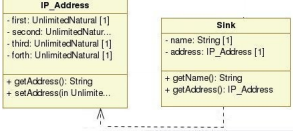 IP_Address
- first: UnlimitedNatural [1]
- second: UnlimitedNatur...
- third: UnlimitedNatural [1]
- forth: UnlimitedNatural [1]
+ getAddress(): String
+ setAddress(in Unlimite...
Sink
- name: String [1]
- address: IP_Address [1]
+ getName(): String
+ getAddress(): IP_Address